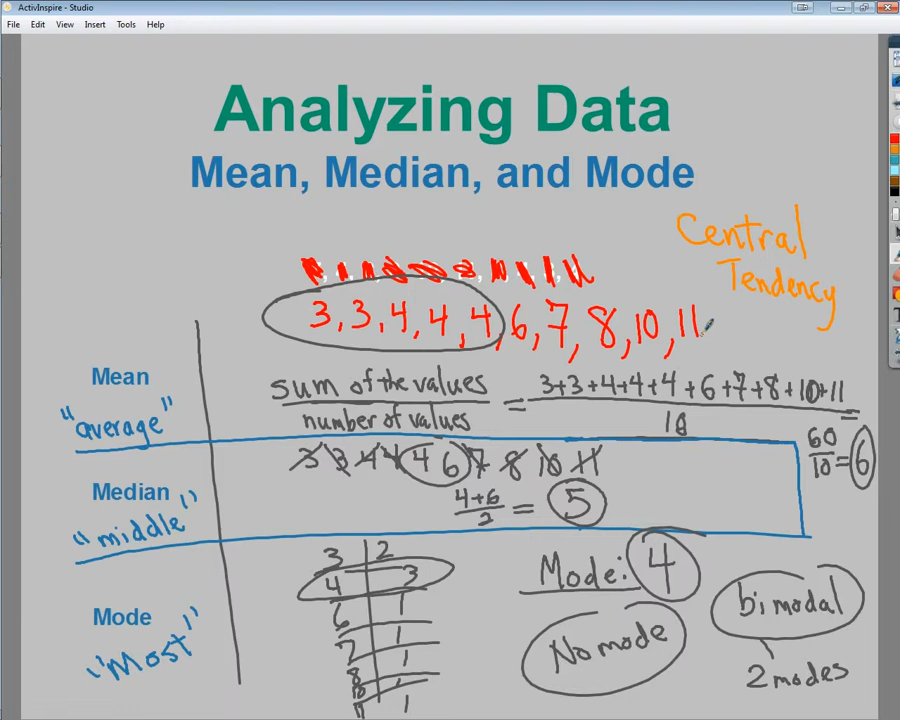 ActivInspire - Studio
File Edit View Insert Tools Help
Analyzing Data
Mean, Median, and Mode
Central
Tendency
3, 3, 4, 4, 4, 6, 7, 8, 10, 11
Mean
"average"
sum of the values
number of values
= 3+3+4+4+4+6+7+8+10+11 =
10
60
10 = 6
Median
"middle"
3 3 4 4 4 6 7 8 10 11
4+6
2 = 5
Mode
"Most"
3 2
4 3
6 1
7 1
8 1
10 1
11 1
Mode: 4
No mode
bimodal
2 modes